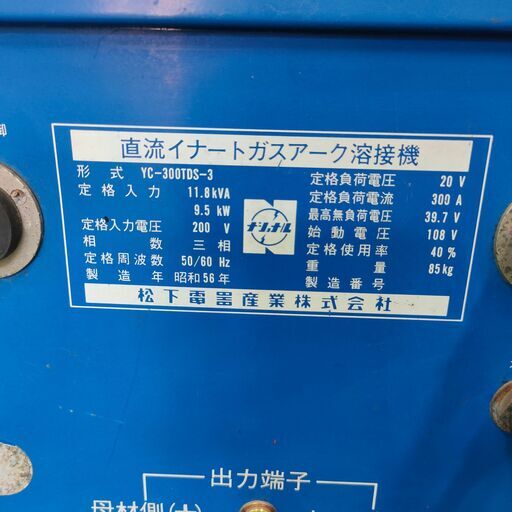 直流イナートガスアーク溶接機
形式 YC-300TDS-3
定格入力 11.8kVA
9.5 kW
定格入力電圧 200 V
相数 三相
定格周波数 50/60 Hz
製造年 昭和56年
ナショナル
定格負荷電圧 20 V
定格負荷電流 300 A
最高無負荷電圧 39.7 V
始動電圧 108 V
定格使用率 40 %
重量 85kg
製造番号
松下電器産業株式会社
御
出力端子
母材側(+)